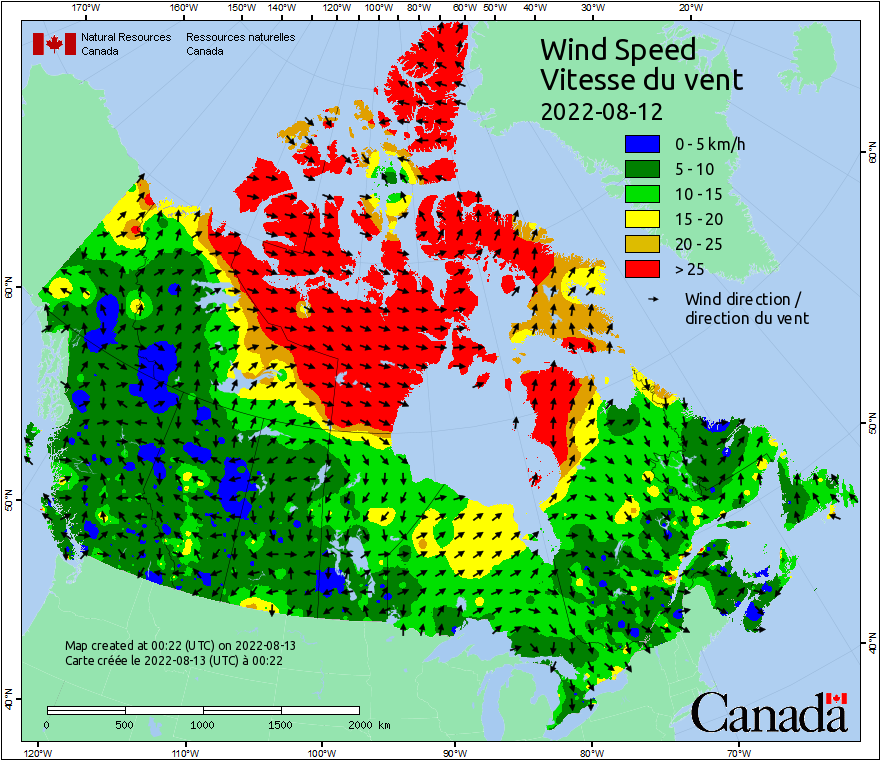 170°W 160°W 150°W 140°W 130°W 120°W 110°W 100°W 90°W 80°W 70°W 60°W 50°W 40°W 30°W 20°W
Natural Resources Canada
Ressources naturelles Canada
Wind Speed
Vitesse du vent
2022-08-12
0 - 5 km/h
5 - 10
10 - 15
15 - 20
20 - 25
> 25
Wind direction /
direction du vent
60°N
60°N
50°N
50°N
40°N
40°N
Map created at 00:22 (UTC) on 2022-08-13
Carte créée le 2022-08-13 (UTC) à 00:22
0 500 1000 1500 2000 km
Canada
120°W 110°W 100°W 90°W 80°W 70°W